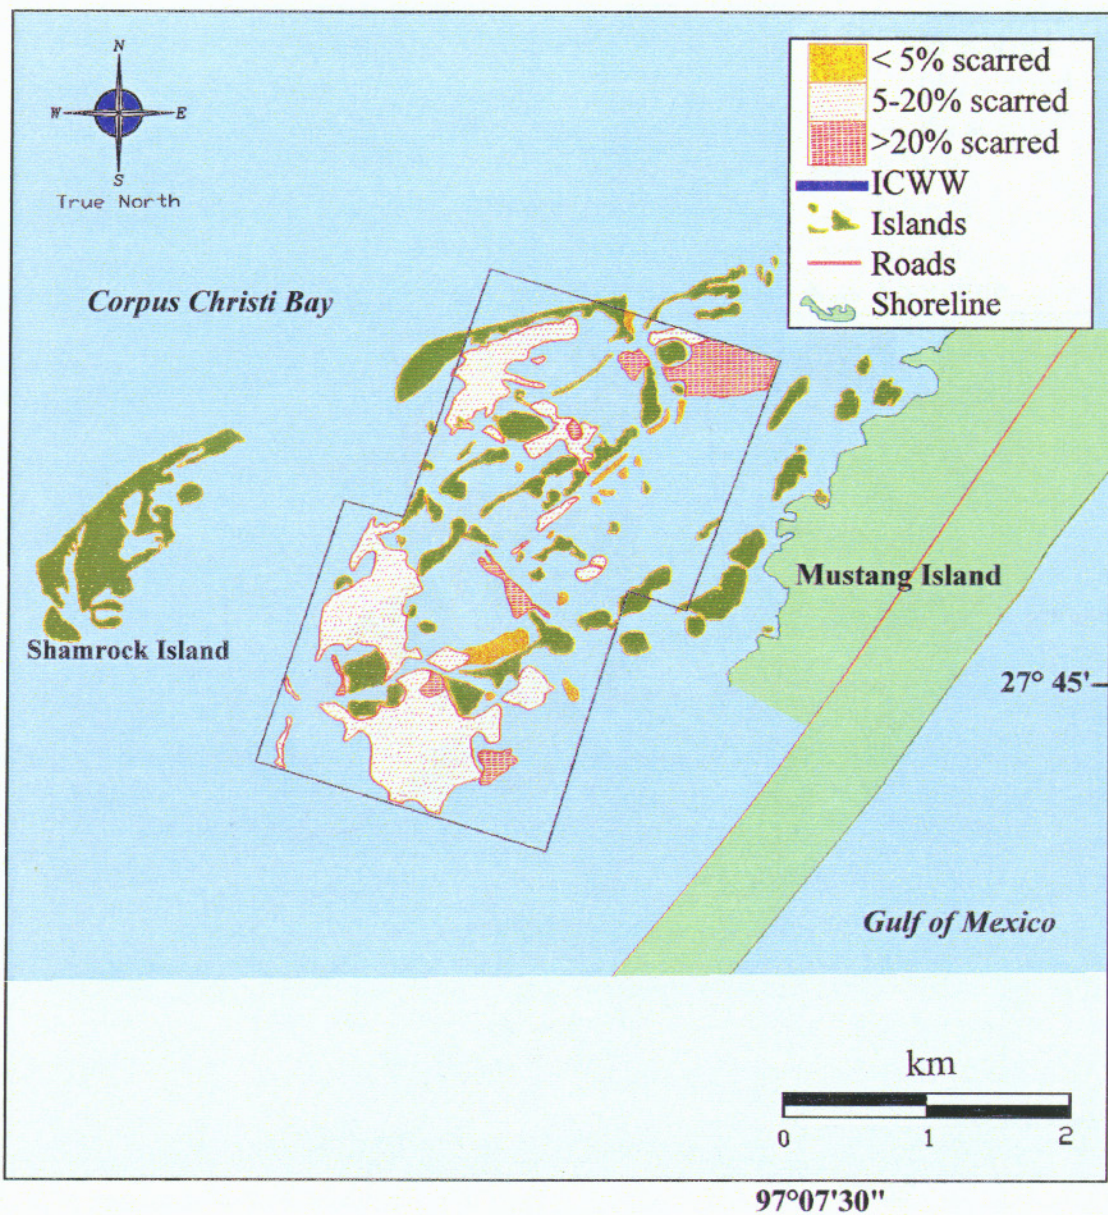 N
W E
S
True North
< 5% scarred
5-20% scarred
>20% scarred
ICWW
Islands
Roads
Shoreline
Corpus Christi Bay
Mustang Island
Shamrock Island
27° 45'
Gulf of Mexico
km
0 1 2
97°07'30"